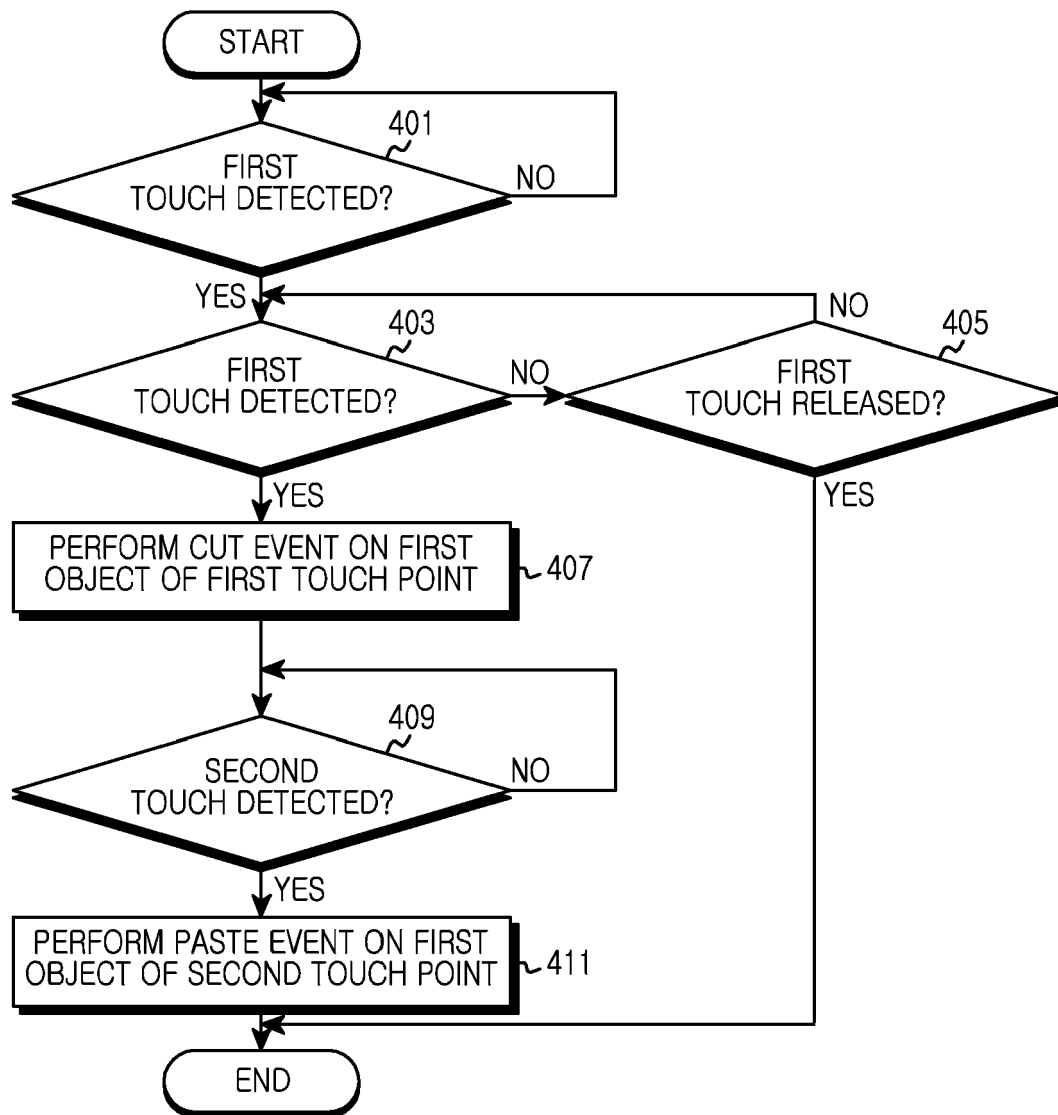 START
401
FIRST
TOUCH DETECTED?
NO
YES
403
FIRST
TOUCH DETECTED?
NO
NO
405
FIRST
TOUCH RELEASED?
YES
YES
PERFORM CUT EVENT ON FIRST
OBJECT OF FIRST TOUCH POINT
407
409
SECOND
TOUCH DETECTED?
NO
YES
PERFORM PASTE EVENT ON FIRST
OBJECT OF SECOND TOUCH POINT
411
END